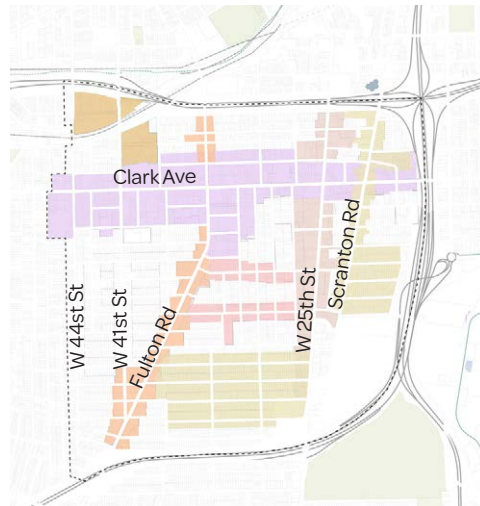 Clark Ave
W 44st St
W 41st St
Fulton Rd
W 25th St
Scranton Rd